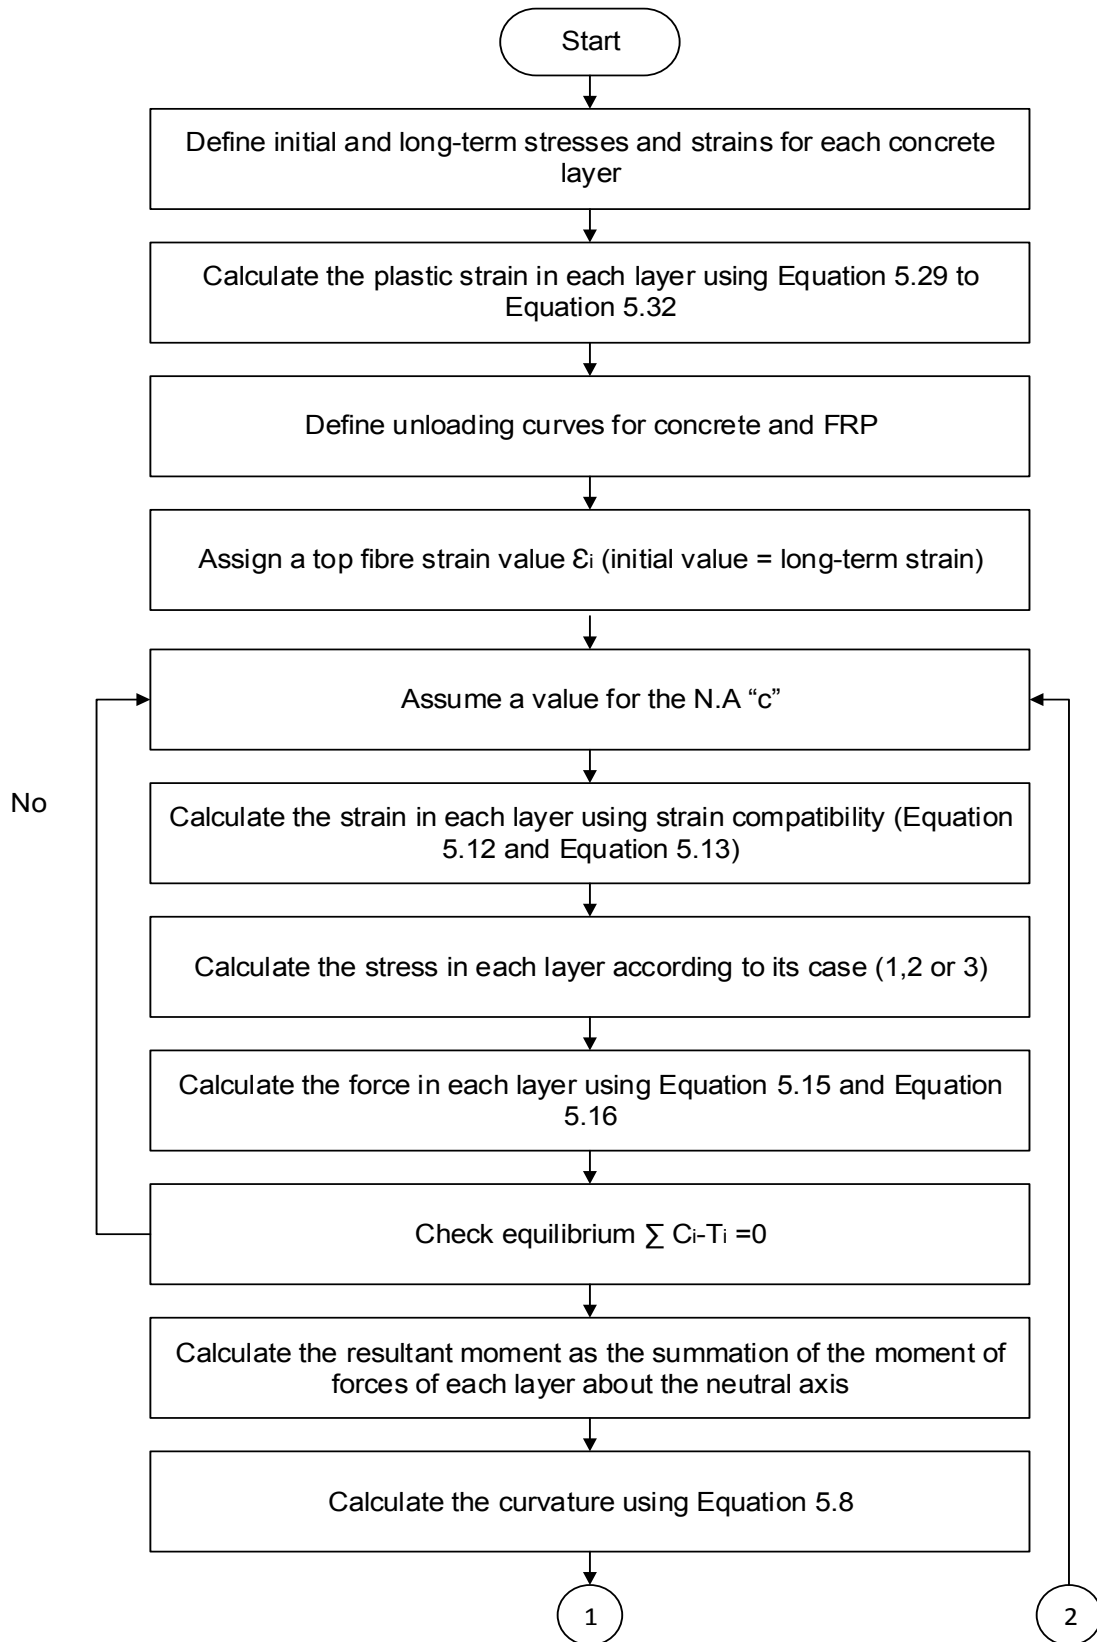 Start
Define initial and long-term stresses and strains for each concrete
layer
Calculate the plastic strain in each layer using Equation 5.29 to
Equation 5.32
Define unloading curves for concrete and FRP
Assign a top fibre strain value Ɛi (initial value = long-term strain)
Assume a value for the N.A “c”
No
Calculate the strain in each layer using strain compatibility (Equation
5.12 and Equation 5.13)
Calculate the stress in each layer according to its case (1,2 or 3)
Calculate the force in each layer using Equation 5.15 and Equation
5.16
Check equilibrium ∑ Ci-Ti =0
Calculate the resultant moment as the summation of the moment of
forces of each layer about the neutral axis
Calculate the curvature using Equation 5.8
1
2